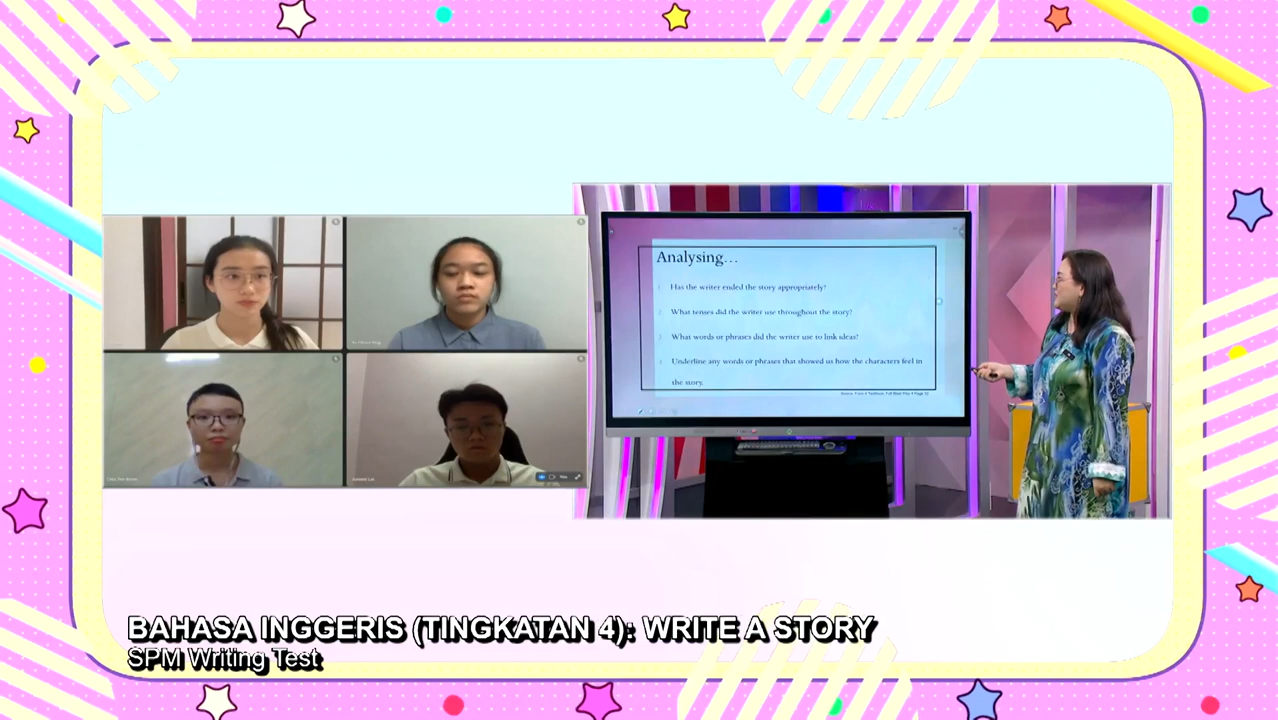 Analysing...
Has the writer ended the story appropriately?
What tenses did the writer use throughout the story?
What words or phrases did the writer use to link ideas?
Underline any words or phrases that showed us how the characters feel in
the story.
BAHASA INGGERIS (TINGKATAN 4): WRITE A STORY
SPM Writing Test